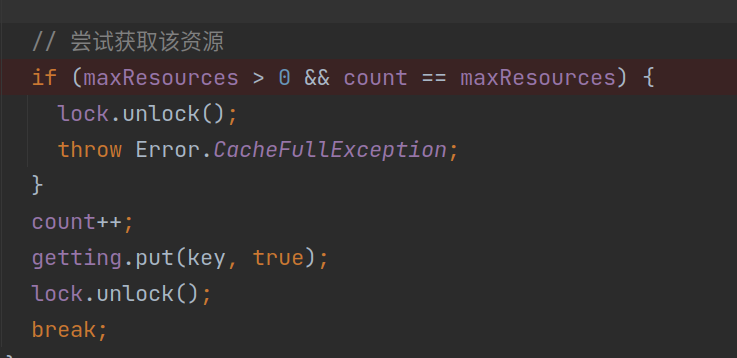 // 尝试获取该资源
if (maxResources > 0 && count == maxResources) {
lock.unlock();
throw Error.CacheFullException;
}
count++;
getting.put(key, true);
lock.unlock();
break;